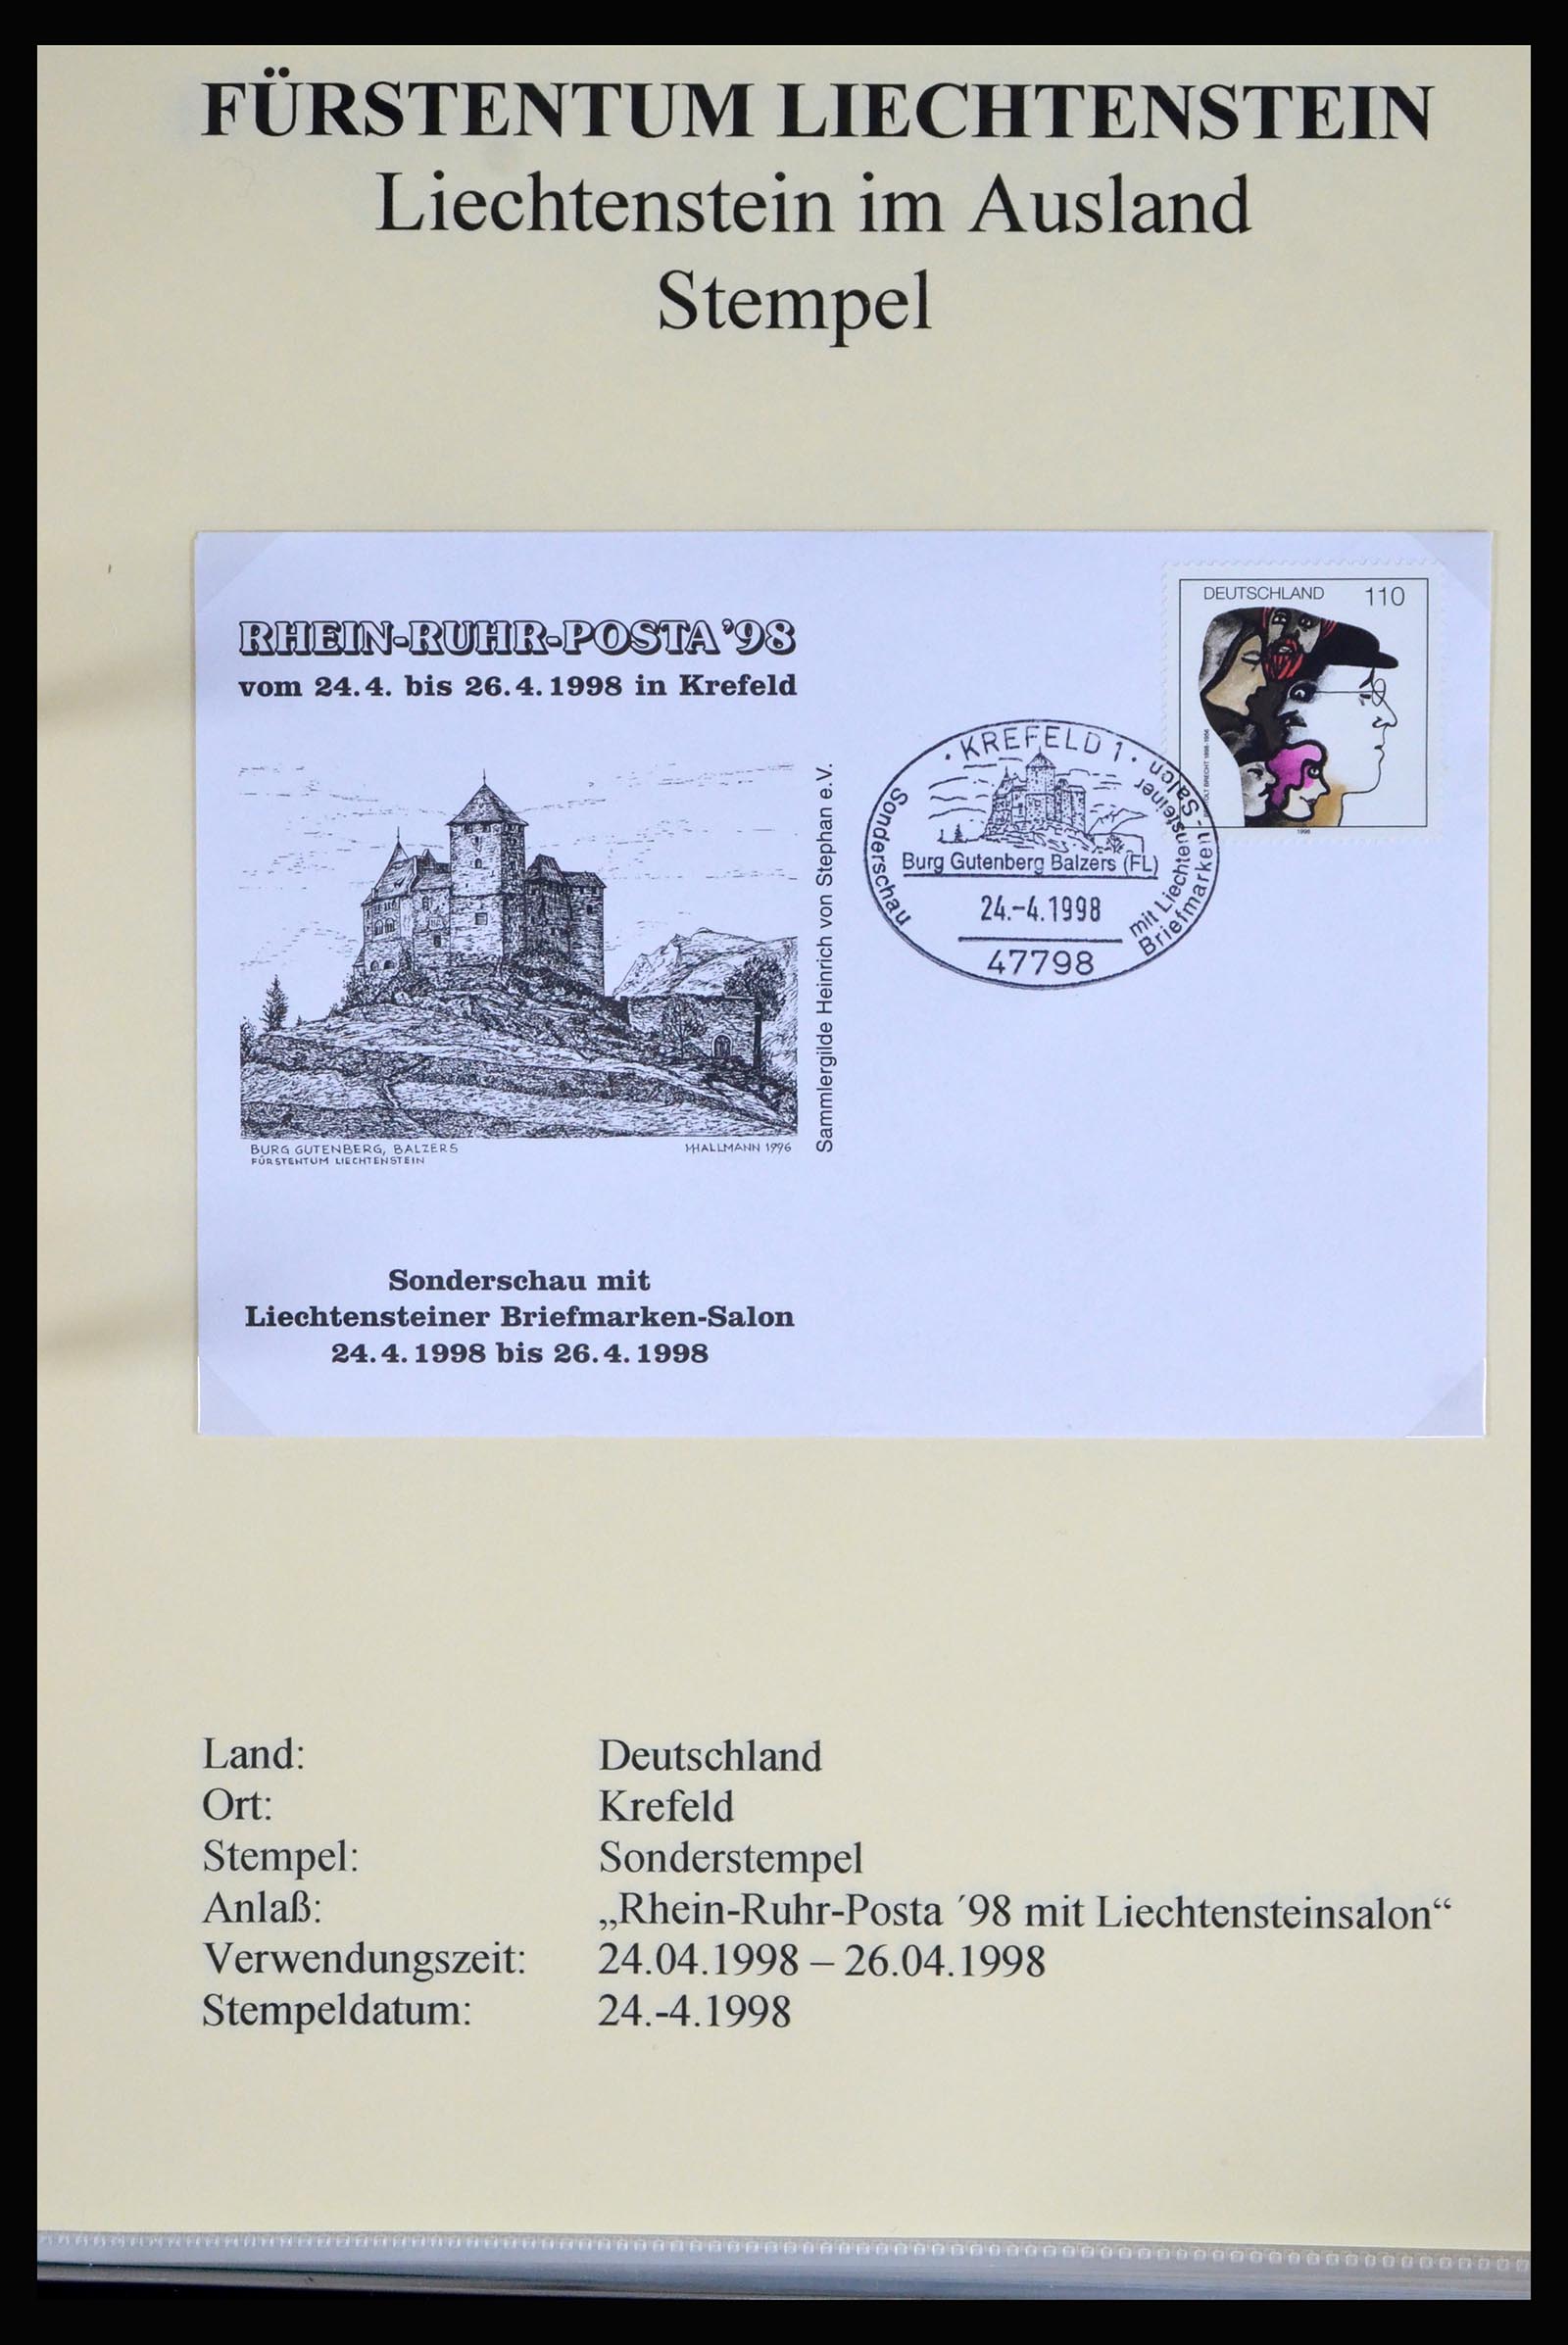 FÜRSTENTUM LIECHTENSTEIN
Liechtenstein im Ausland
Stempel
RHEIN-RUHR-POSTA '98
vom 24.4. bis 26.4.1998 in Krefeld
BURG GUTENBERG, BALZERS
FÜRSTENTUM LIECHTENSTEIN
HALLMANN 1996
Sammlergilde Heinrich von Stephan e.V.
Sonderschau mit
Liechtensteiner Briefmarken-Salon
24.4.1998 bis 26.4.1998
DEUTSCHLAND 110
BRECHT 1898-1956
1998
· KREFELD 1 ·
Sonderschau
mit Liechtensteiner
Briefmarken-Salon
Burg Gutenberg Balzers (FL)
24.-4.1998
47798
Land: Deutschland
Ort: Krefeld
Stempel: Sonderstempel
Anlaß: „Rhein-Ruhr-Posta ´98 mit Liechtensteinsalon“
Verwendungszeit: 24.04.1998 – 26.04.1998
Stempeldatum: 24.-4.1998